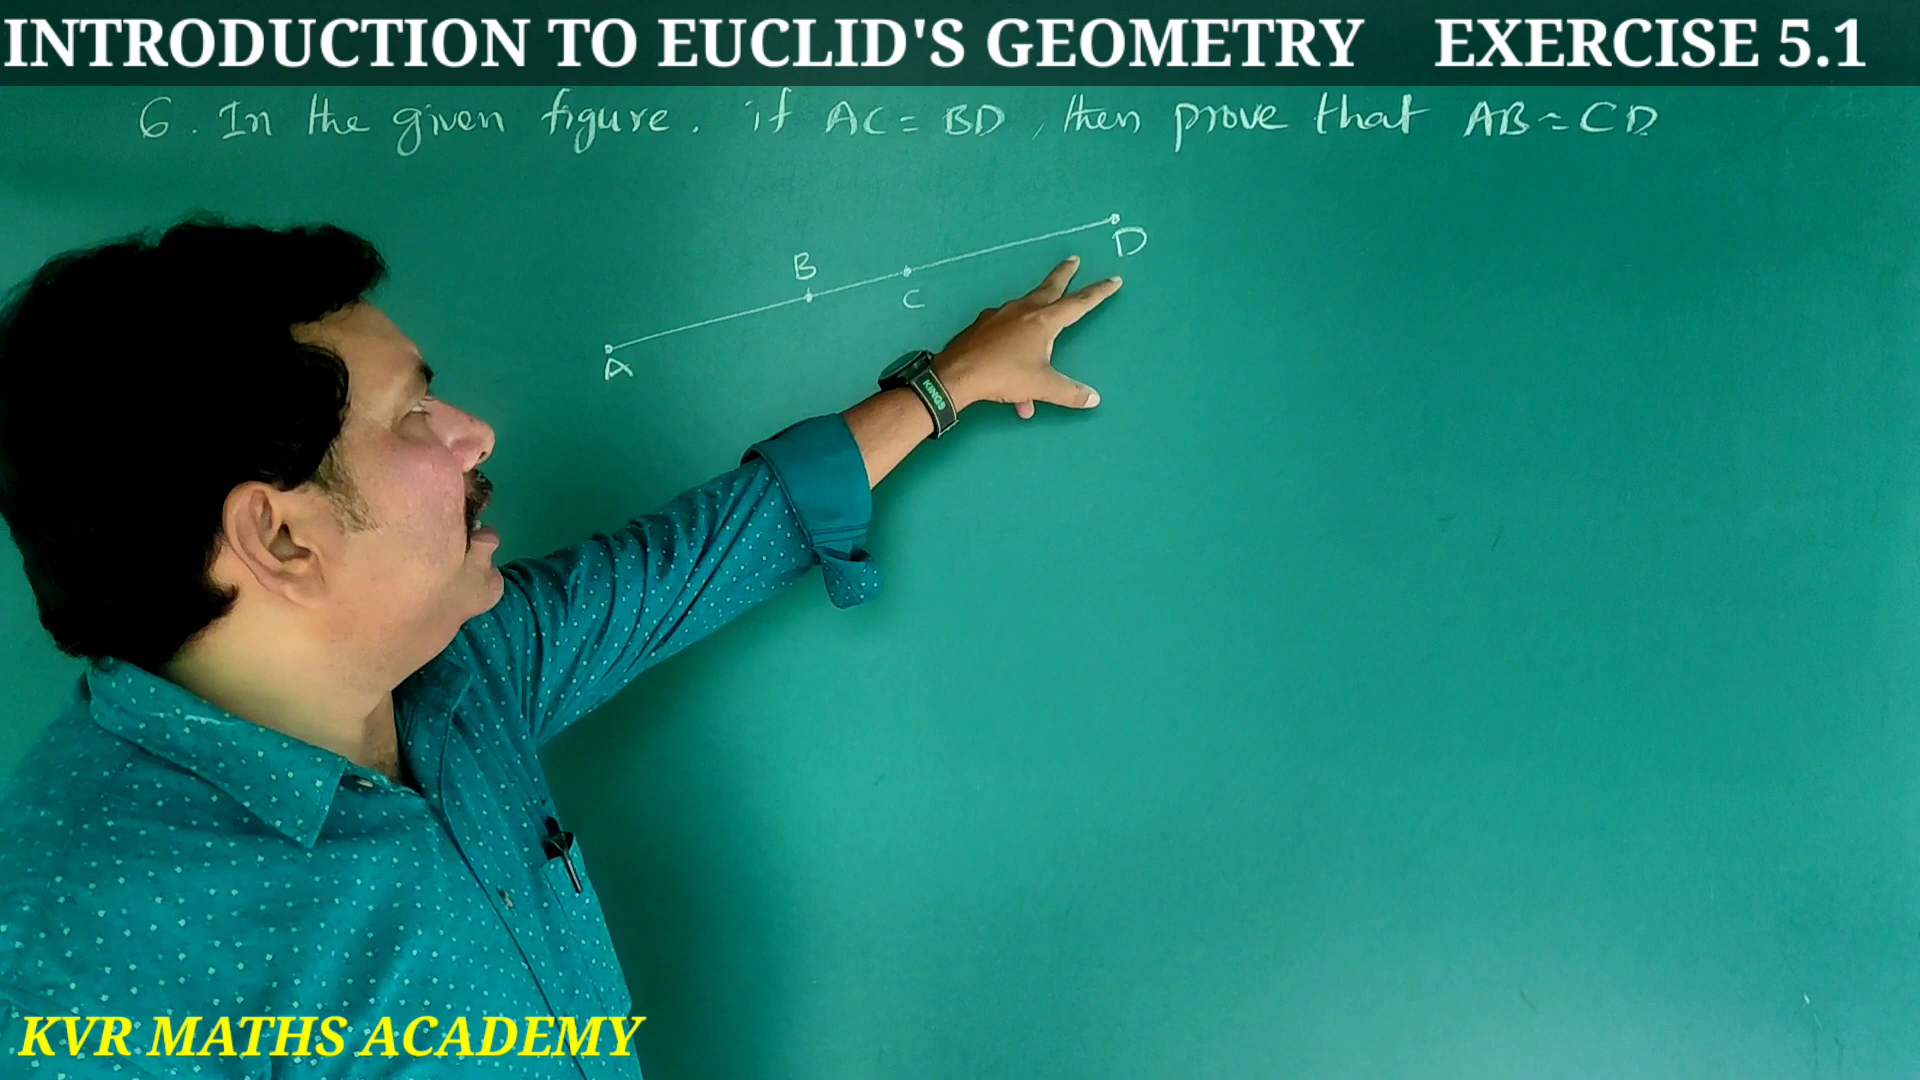 INTRODUCTION TO EUCLID'S GEOMETRY EXERCISE 5.1
6. In the given figure. if AC = BD, then prove that AB = CD
D
B
C
A
KINGS
KVR MATHS ACADEMY